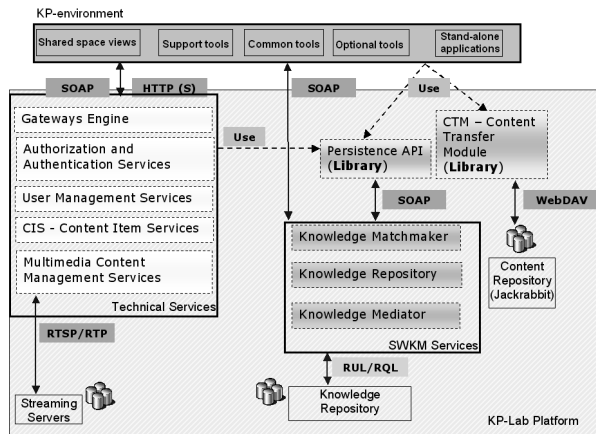 KP-environment
Shared space views
Support tools
Common tools
Optional tools
Stand-alone
applications
SOAP
HTTP (S)
SOAP
Use
Gateways Engine
Authorization and
Authentication Services
User Management Services
CIS - Content Item Services
Multimedia Content
Management Services
Technical Services
Use
Persistence API
(Library)
CTM – Content
Transfer
Module
(Library)
SOAP
WebDAV
Knowledge Matchmaker
Knowledge Repository
Knowledge Mediator
SWKM Services
Content
Repository
(Jackrabbit)
RTSP/RTP
RUL/RQL
Streaming
Servers
Knowledge
Repository
KP-Lab Platform